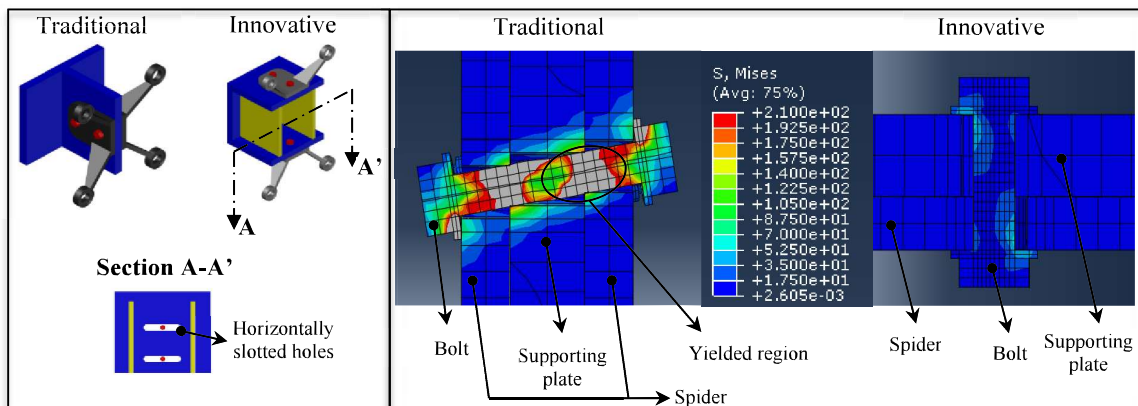 Traditional
Innovative
A'
A
Section A-A'
Horizontally
slotted holes
Traditional
Innovative
S, Mises
(Avg: 75%)
+2.100e+02
+1.925e+02
+1.750e+02
+1.575e+02
+1.400e+02
+1.225e+02
+1.050e+02
+8.750e+01
+7.000e+01
+5.250e+01
+3.500e+01
+1.750e+01
+2.605e-03
Bolt
Supporting
plate
Yielded region
Spider
Spider
Bolt
Supporting
plate